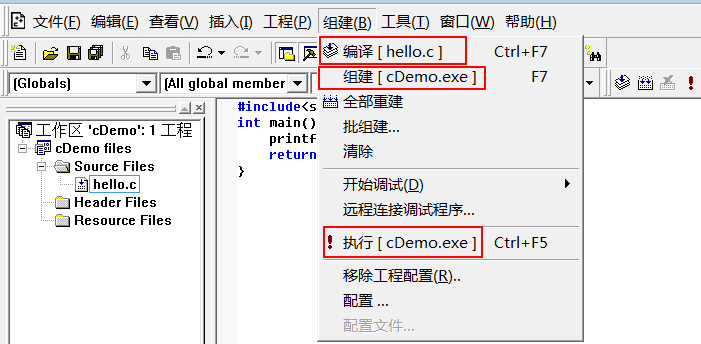 文件(F) 编辑(E) 查看(V) 插入(I) 工程(P) 组建(B) 工具(T) 窗口(W) 帮助(H)
编译 [ hello.c ] Ctrl+F7
组建 [ cDemo.exe ] F7
全部重建
批组建...
清除
开始调试(D)
远程连接调试程序...
执行 [ cDemo.exe ] Ctrl+F5
移除工程配置(R)..
配置 ...
配置文件...
(Globals) (All global member
工作区 'cDemo': 1 工程
cDemo files
Source Files
hello.c
Header Files
Resource Files
#include<s
int main()
printf
return
}